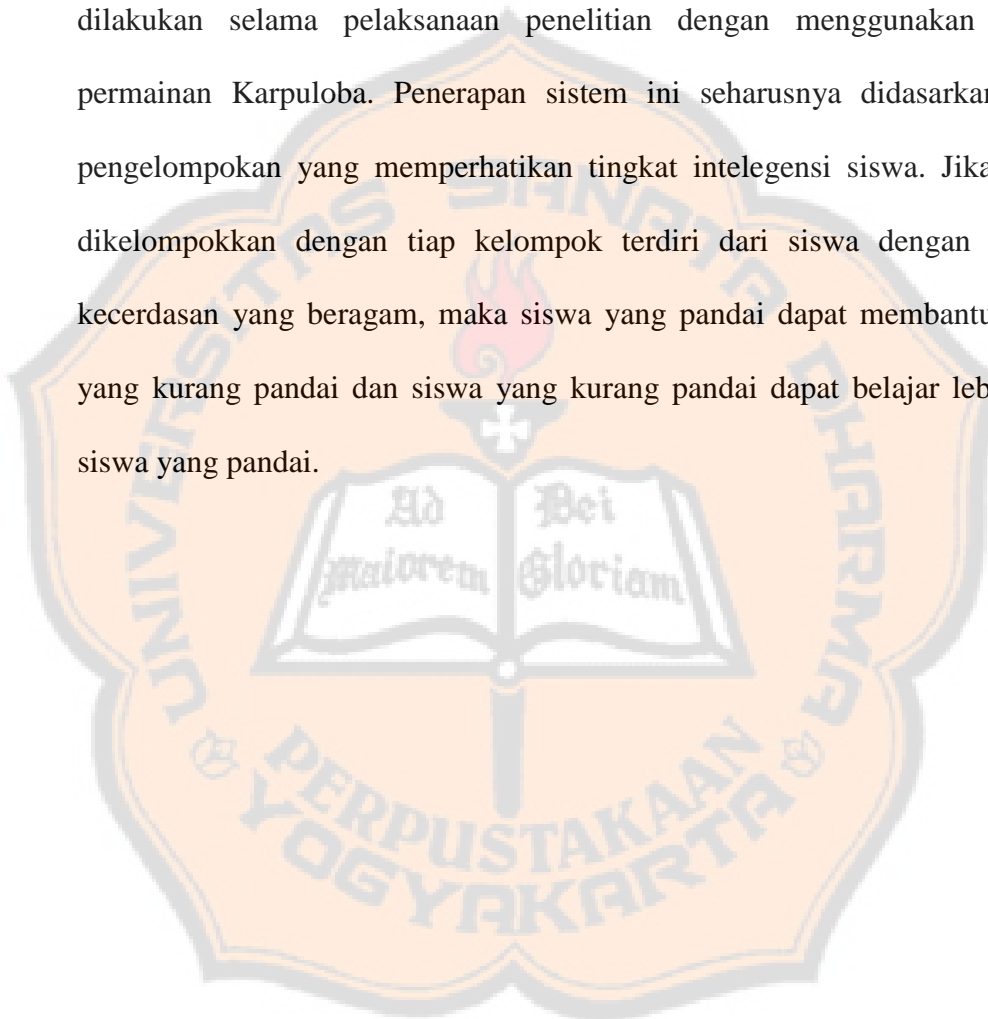 dilakukan selama pelaksanaan penelitian dengan menggunakan
permainan Karpuloba. Penerapan sistem ini seharusnya didasarkan
pengelompokan yang memperhatikan tingkat intelegensi siswa. Jika
dikelompokkan dengan tiap kelompok terdiri dari siswa dengan
kecerdasan yang beragam, maka siswa yang pandai dapat membantu
yang kurang pandai dan siswa yang kurang pandai dapat belajar leb
siswa yang pandai.
UNIVERSITAS SANATA DHARMA
Ad Dei
Maiorem Gloriam
PERPUSTAKAAN
YOGYAKARTA